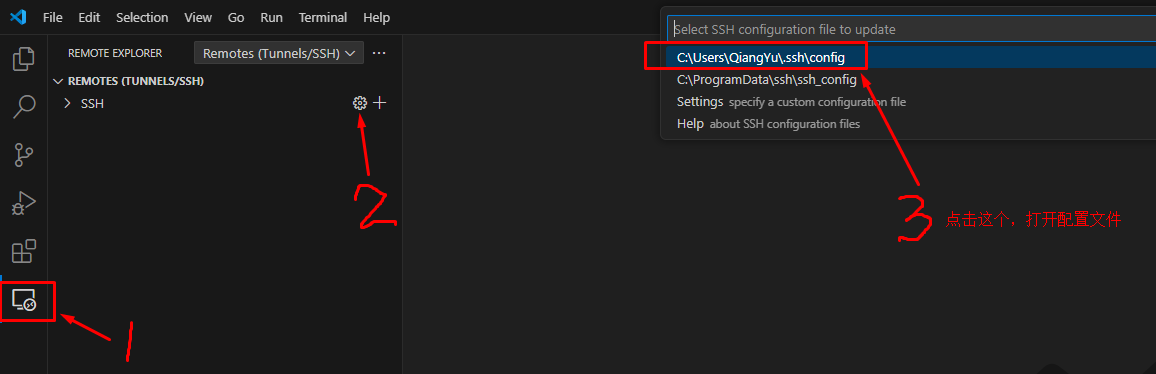 File Edit Selection View Go Run Terminal Help
REMOTE EXPLORER Remotes (Tunnels/SSH) ···
REMOTES (TUNNELS/SSH)
SSH
Select SSH configuration file to update
C:\Users\QiangYu\.ssh\config
C:\ProgramData\ssh\ssh_config
Settings specify a custom configuration file
Help about SSH configuration files
2
3 点击这个，打开配置文件
1